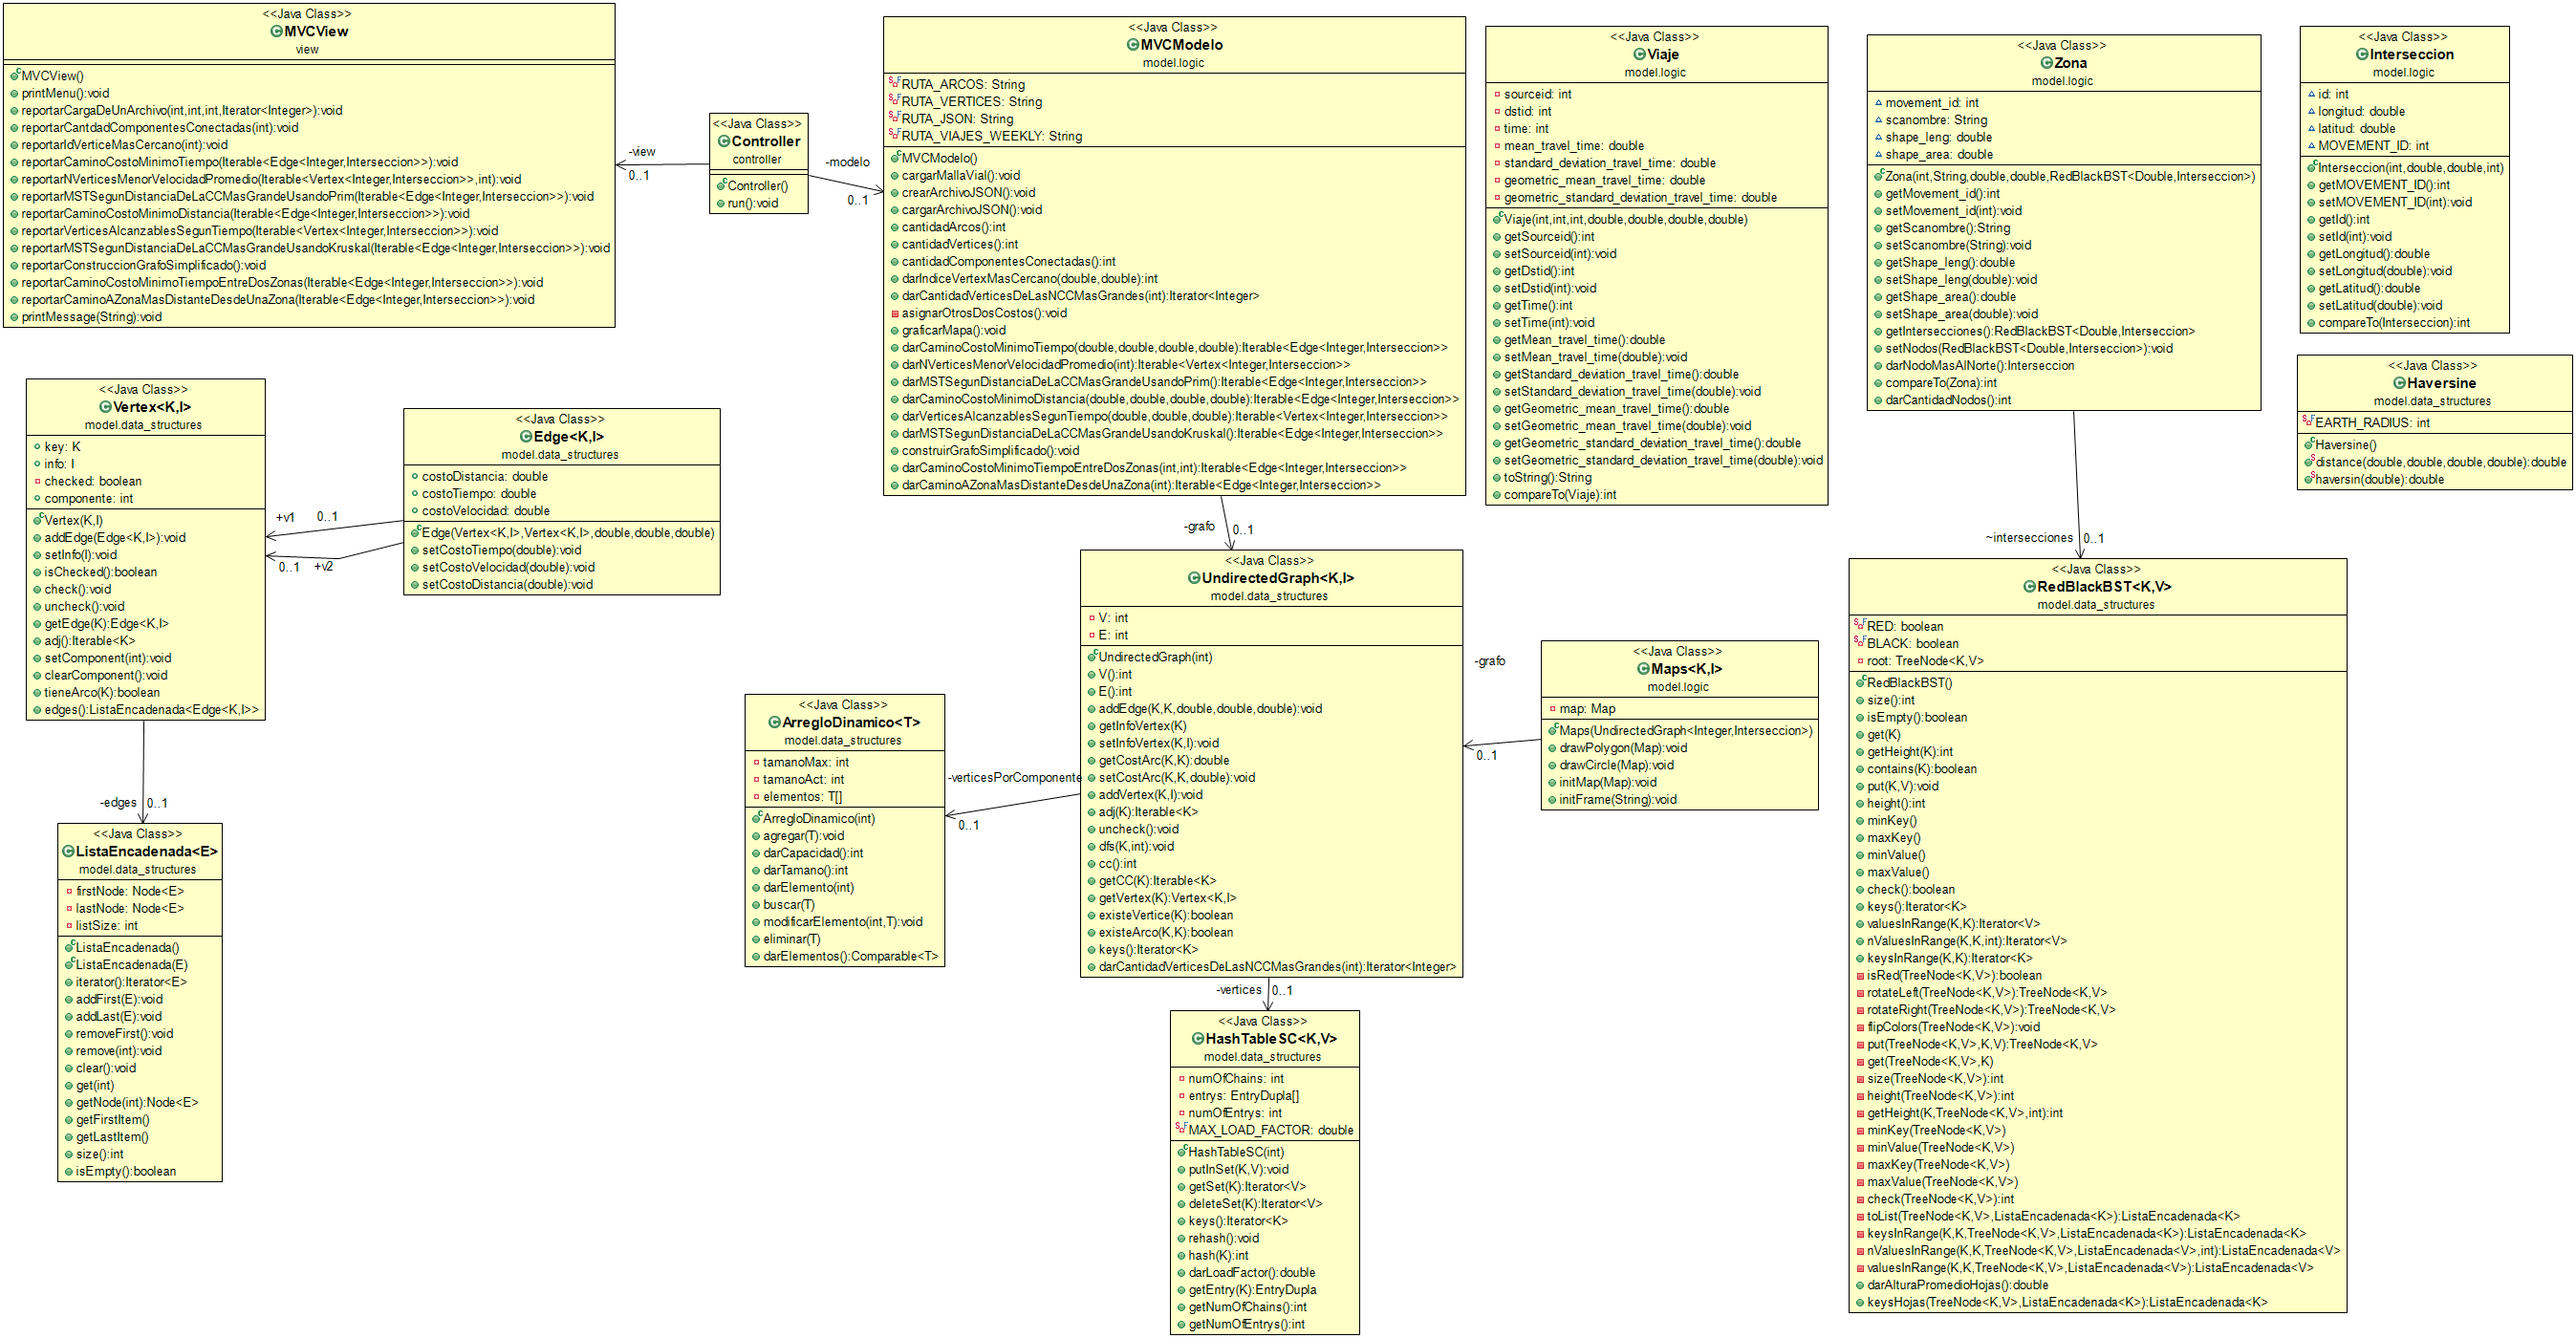 <<Java Class>>
MVCView
view
MVCView()
printMenu():void
reportarCargaDeUnArchivo(int,int,int,Iterator<Integer>):void
reportarCantdadComponentesConectadas(int):void
reportarIdVerticeMasCercano(int):void
reportarCaminoCostoMinimoTiempo(Iterable<Edge<Integer,Interseccion>>):void
reportarNVerticesMenorVelocidadPromedio(Iterable<Vertex<Integer,Interseccion>>,int):void
reportarMSTSegunDistanciaDeLaCCMasGrandeUsandoPrim(Iterable<Edge<Integer,Interseccion>>):void
reportarCaminoCostoMinimoDistancia(Iterable<Edge<Integer,Interseccion>>):void
reportarVerticesAlcanzablesSegunTiempo(Iterable<Vertex<Integer,Interseccion>>):void
reportarMSTSegunDistanciaDeLaCCMasGrandeUsandoKruskal(Iterable<Edge<Integer,Interseccion>>):void
reportarConstruccionGrafoSimplificado():void
reportarCaminoCostoMinimoTiempoEntreDosZonas(Iterable<Edge<Integer,Interseccion>>):void
reportarCaminoAZonaMasDistanteDesdeUnaZona(Iterable<Edge<Integer,Interseccion>>):void
printMessage(String):void
-view
0..1
<<Java Class>>
Controller
controller
Controller()
run():void
-modelo
0..1
<<Java Class>>
MVCModelo
model.logic
RUTA_ARCOS: String
RUTA_VERTICES: String
RUTA_JSON: String
RUTA_VIAJES_WEEKLY: String
MVCModelo()
cargarMallaVial():void
crearArchivoJSON():void
cargarArchivoJSON():void
cantidadArcos():int
cantidadVertices():int
cantidadComponentesConectadas():int
darIndiceVertexMasCercano(double,double):int
darCantidadVerticesDeLasNCCMasGrandes(int):Iterator<Integer>
asignarOtrosDosCostos():void
graficarMapa():void
darCaminoCostoMinimoTiempo(double,double,double,double):Iterable<Edge<Integer,Interseccion>>
darNVerticesMenorVelocidadPromedio(int):Iterable<Vertex<Integer,Interseccion>>
darMSTSegunDistanciaDeLaCCMasGrandeUsandoPrim():Iterable<Edge<Integer,Interseccion>>
darCaminoCostoMinimoDistancia(double,double,double,double):Iterable<Edge<Integer,Interseccion>>
darVerticesAlcanzablesSegunTiempo(double,double,double):Iterable<Vertex<Integer,Interseccion>>
darMSTSegunDistanciaDeLaCCMasGrandeUsandoKruskal():Iterable<Edge<Integer,Interseccion>>
construirGrafoSimplificado():void
darCaminoCostoMinimoTiempoEntreDosZonas(int,int):Iterable<Edge<Integer,Interseccion>>
darCaminoAZonaMasDistanteDesdeUnaZona(int):Iterable<Edge<Integer,Interseccion>>
<<Java Class>>
Viaje
model.logic
sourceid: int
dstid: int
time: int
mean_travel_time: double
standard_deviation_travel_time: double
geometric_mean_travel_time: double
geometric_standard_deviation_travel_time: double
Viaje(int,int,int,double,double,double,double)
getSourceid():int
setSourceid(int):void
getDstid():int
setDstid(int):void
getTime():int
setTime(int):void
getMean_travel_time():double
setMean_travel_time(double):void
getStandard_deviation_travel_time():double
setStandard_deviation_travel_time(double):void
getGeometric_mean_travel_time():double
setGeometric_mean_travel_time(double):void
getGeometric_standard_deviation_travel_time():double
setGeometric_standard_deviation_travel_time(double):void
toString():String
compareTo(Viaje):int
<<Java Class>>
Zona
model.logic
movement_id: int
scanombre: String
shape_leng: double
shape_area: double
Zona(int,String,double,double,RedBlackBST<Double,Interseccion>)
getMovement_id():int
setMovement_id(int):void
getScanombre():String
setScanombre(String):void
getShape_leng():double
setShape_leng(double):void
getShape_area():double
setShape_area(double):void
getIntersecciones():RedBlackBST<Double,Interseccion>
setNodos(RedBlackBST<Double,Interseccion>):void
darNodoMasAlNorte():Interseccion
compareTo(Zona):int
darCantidadNodos():int
<<Java Class>>
Interseccion
model.logic
id: int
longitud: double
latitud: double
MOVEMENT_ID: int
Interseccion(int,double,double,int)
getMOVEMENT_ID():int
setMOVEMENT_ID(int):void
getId():int
setId(int):void
getLongitud():double
setLongitud(double):void
getLatitud():double
setLatitud(double):void
compareTo(Interseccion):int
<<Java Class>>
Haversine
model.data_structures
EARTH_RADIUS: int
Haversine()
distance(double,double,double,double):double
haversin(double):double
<<Java Class>>
Vertex<K,I>
model.data_structures
key: K
info: I
checked: boolean
componente: int
Vertex(K,I)
addEdge(Edge<K,I>):void
setInfo(I):void
isChecked():boolean
check():void
uncheck():void
getEdge(K):Edge<K,I>
adj():Iterable<K>
setComponent(int):void
clearComponent():void
tieneArco(K):boolean
edges():ListaEncadenada<Edge<K,I>>
+v1
0..1
0..1
+v2
<<Java Class>>
Edge<K,I>
model.data_structures
costoDistancia: double
costoTiempo: double
costoVelocidad: double
Edge(Vertex<K,I>,Vertex<K,I>,double,double,double)
setCostoTiempo(double):void
setCostoVelocidad(double):void
setCostoDistancia(double):void
-grafo
0..1
<<Java Class>>
UndirectedGraph<K,I>
model.data_structures
V: int
E: int
UndirectedGraph(int)
V():int
E():int
addEdge(K,K,double,double,double):void
getInfoVertex(K)
setInfoVertex(K,I):void
getCostArc(K,K):double
setCostArc(K,K,double):void
addVertex(K,I):void
adj(K):Iterable<K>
uncheck():void
dfs(K,int):void
cc():int
getCC(K):Iterable<K>
getVertex(K):Vertex<K,I>
existeVertice(K):boolean
existeArco(K,K):boolean
keys():Iterator<K>
darCantidadVerticesDeLasNCCMasGrandes(int):Iterator<Integer>
-grafo
0..1
<<Java Class>>
Maps<K,I>
model.logic
map: Map
Maps(UndirectedGraph<Integer,Interseccion>)
drawPolygon(Map):void
drawCircle(Map):void
initMap(Map):void
initFrame(String):void
~intersecciones
0..1
<<Java Class>>
RedBlackBST<K,V>
model.data_structures
RED: boolean
BLACK: boolean
root: TreeNode<K,V>
RedBlackBST()
size():int
isEmpty():boolean
get(K)
getHeight(K):int
contains(K):boolean
put(K,V):void
height():int
minKey()
maxKey()
minValue()
maxValue()
check():boolean
keys():Iterator<K>
valuesInRange(K,K):Iterator<V>
nValuesInRange(K,K,int):Iterator<V>
keysInRange(K,K):Iterator<K>
isRed(TreeNode<K,V>):boolean
rotateLeft(TreeNode<K,V>):TreeNode<K,V>
rotateRight(TreeNode<K,V>):TreeNode<K,V>
flipColors(TreeNode<K,V>):void
put(TreeNode<K,V>,K,V):TreeNode<K,V>
get(TreeNode<K,V>,K)
size(TreeNode<K,V>):int
height(TreeNode<K,V>):int
getHeight(K,TreeNode<K,V>,int):int
minKey(TreeNode<K,V>)
minValue(TreeNode<K,V>)
maxKey(TreeNode<K,V>)
maxValue(TreeNode<K,V>)
check(TreeNode<K,V>):int
toList(TreeNode<K,V>,ListaEncadenada<K>):ListaEncadenada<K>
keysInRange(K,K,TreeNode<K,V>,ListaEncadenada<K>):ListaEncadenada<K>
nValuesInRange(K,K,TreeNode<K,V>,ListaEncadenada<V>,int):ListaEncadenada<V>
valuesInRange(K,K,TreeNode<K,V>,ListaEncadenada<V>):ListaEncadenada<V>
darAlturaPromedioHojas():double
keysHojas(TreeNode<K,V>,ListaEncadenada<K>):ListaEncadenada<K>
<<Java Class>>
ArregloDinamico<T>
model.data_structures
tamanoMax: int
tamanoAct: int
elementos: T[]
ArregloDinamico(int)
agregar(T):void
darCapacidad():int
darTamano():int
darElemento(int)
buscar(T)
modificarElemento(int,T):void
eliminar(T)
darElementos():Comparable<T>
-verticesPorComponente
0..1
-edges
0..1
<<Java Class>>
ListaEncadenada<E>
model.data_structures
firstNode: Node<E>
lastNode: Node<E>
listSize: int
ListaEncadenada()
ListaEncadenada(E)
iterator():Iterator<E>
addFirst(E):void
addLast(E):void
removeFirst():void
remove(int):void
clear():void
get(int)
getNode(int):Node<E>
getFirstItem()
getLastItem()
size():int
isEmpty():boolean
-vertices
0..1
<<Java Class>>
HashTableSC<K,V>
model.data_structures
numOfChains: int
entrys: EntryDupla[]
numOfEntrys: int
MAX_LOAD_FACTOR: double
HashTableSC(int)
putInSet(K,V):void
getSet(K):Iterator<V>
deleteSet(K):Iterator<V>
keys():Iterator<K>
rehash():void
hash(K):int
darLoadFactor():double
getEntry(K):EntryDupla
getNumOfChains():int
getNumOfEntrys():int